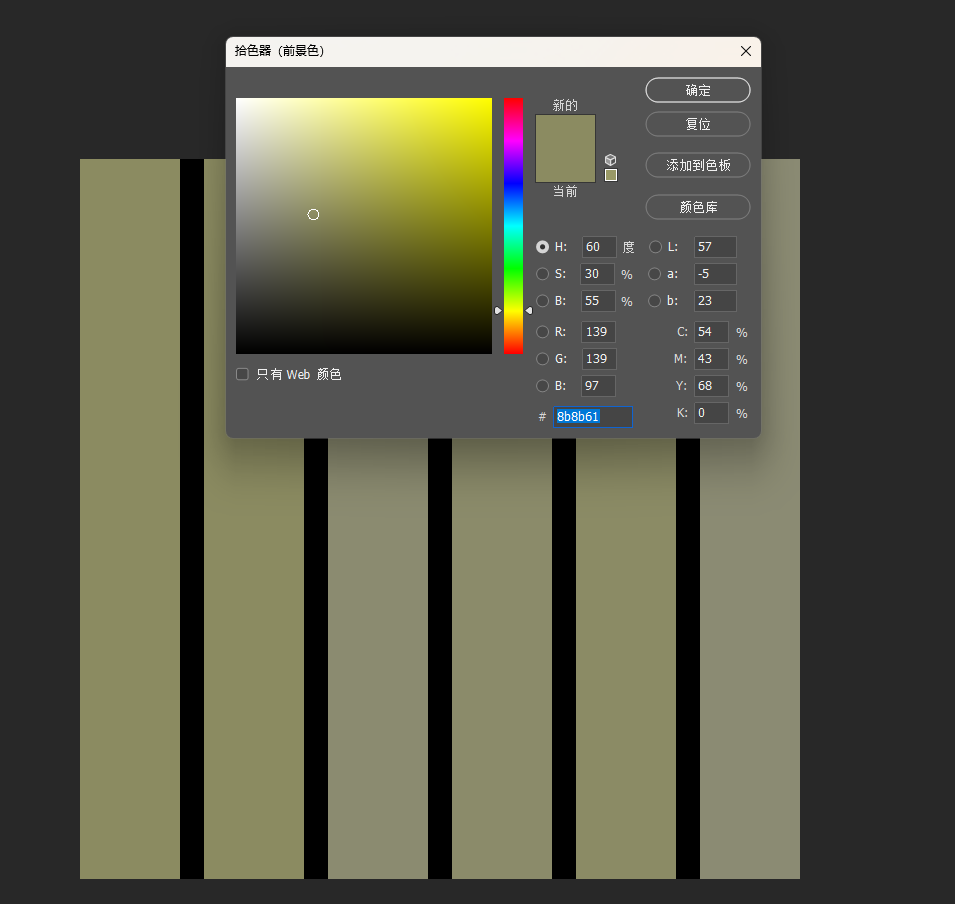 拾色器（前景色）
确定
新的
复位
添加到色板
当前
颜色库
H: 60 度 L: 57
S: 30 % a: -5
B: 55 % b: 23
R: 139 C: 54 %
G: 139 M: 43 %
B: 97 Y: 68 %
只有 Web 颜色
# 8b8b61 K: 0 %